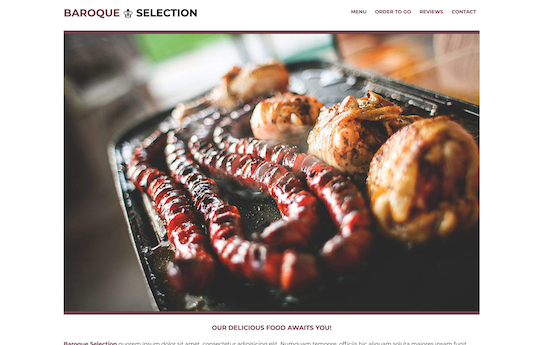 BAROQUE SELECTION
MENU ORDER TO GO REVIEWS CONTACT
OUR DELICIOUS FOOD AWAITS YOU!
Baroque Selection quorem ipsum dolor sit amet, consectetur adipisicing elit. Numquam tempore, officiis hic aliquam soluta maiores ipsam fugit